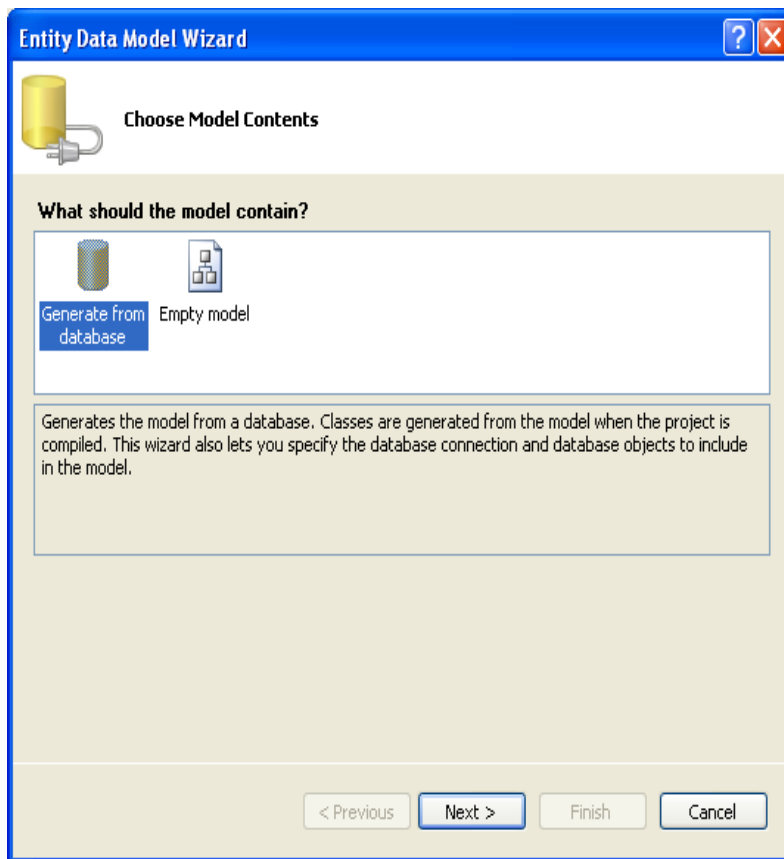 Entity Data Model Wizard
Choose Model Contents
What should the model contain?
Generate from
database
Empty model
Generates the model from a database. Classes are generated from the model when the project is
compiled. This wizard also lets you specify the database connection and database objects to include
in the model.
< Previous
Next >
Finish
Cancel